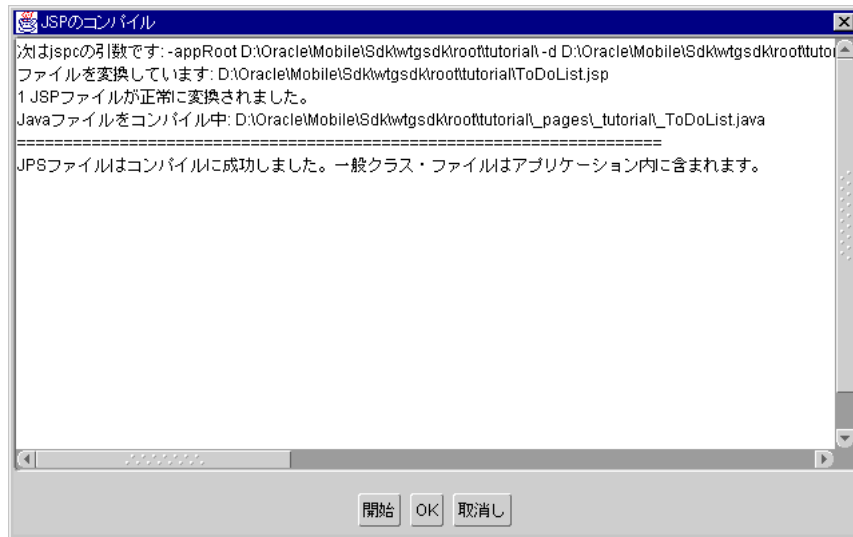 JSPのコンパイル
次はjspcの引数です: -appRoot D:\Oracle\Mobile\Sdk\wtgsdk\root\tutorial\ -d D:\Oracle\Mobile\Sdk\wtgsdk\root\tuto
ファイルを変換しています: D:\Oracle\Mobile\Sdk\wtgsdk\root\tutorial\ToDoList.jsp
1 JSPファイルが正常に変換されました。
Javaファイルをコンパイル中: D:\Oracle\Mobile\Sdk\wtgsdk\root\tutorial\_pages\_tutorial\_ToDoList.java
=====================================================================
JPSファイルはコンパイルに成功しました。一般クラス・ファイルはアプリケーション内に含まれます。
開始 OK 取消し